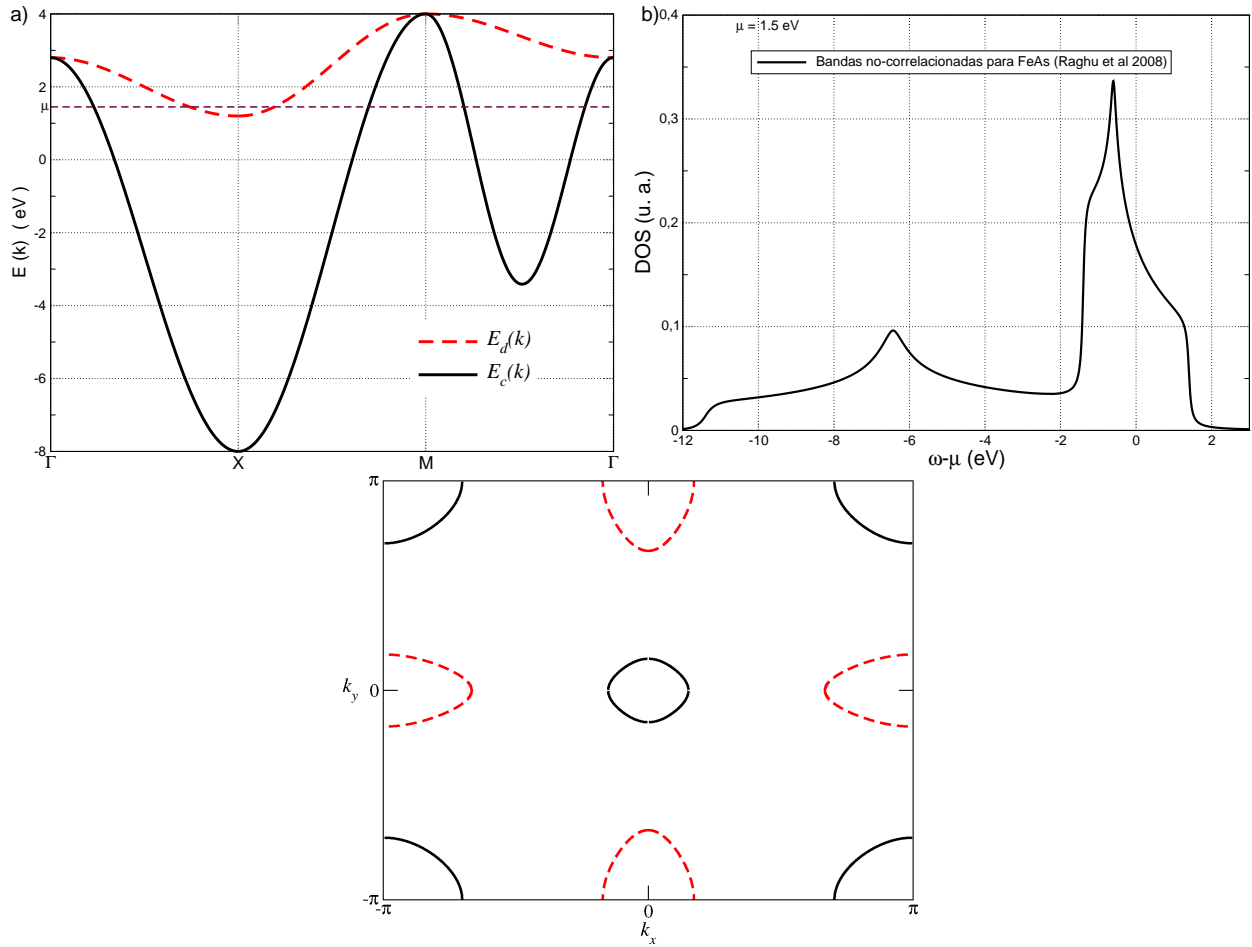 a)
4
2
μ
0
-2
-4
-6
-8
E (k) ( eV)
E_d(k)
E_c(k)
Γ X M Γ
b)
0,4
0,3
0,2
0,1
0
DOS (u. a.)
μ = 1.5 eV
Bandas no-correlacionadas para FeAs (Raghu et al 2008)
-12 -10 -8 -6 -4 -2 0 2
ω-μ (eV)
π
k_y 0
-π
-π 0 π
k_x